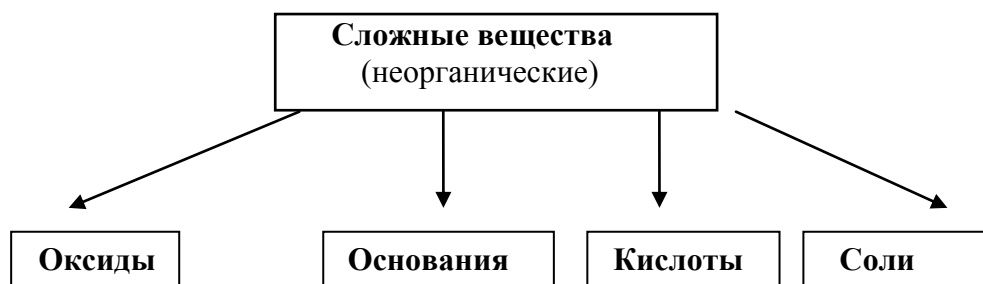 Сложные вещества
(неорганические)
Оксиды
Основания
Кислоты
Соли